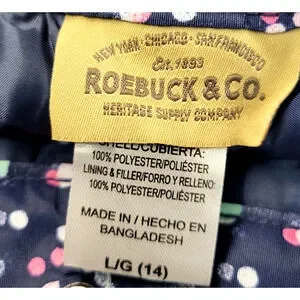 NEW YORK · CHICAGO · SAN FRANCISCO
Est. 1893
ROEBUCK & CO.
HERITAGE SUPPLY COMPANY
SHELL/CUBIERTA:
100% POLYESTER/POLIÉSTER
LINING & FILLER/FORRO Y RELLENO:
100% POLYESTER/POLIÉSTER
MADE IN / HECHO EN
BANGLADESH
L/G (14)